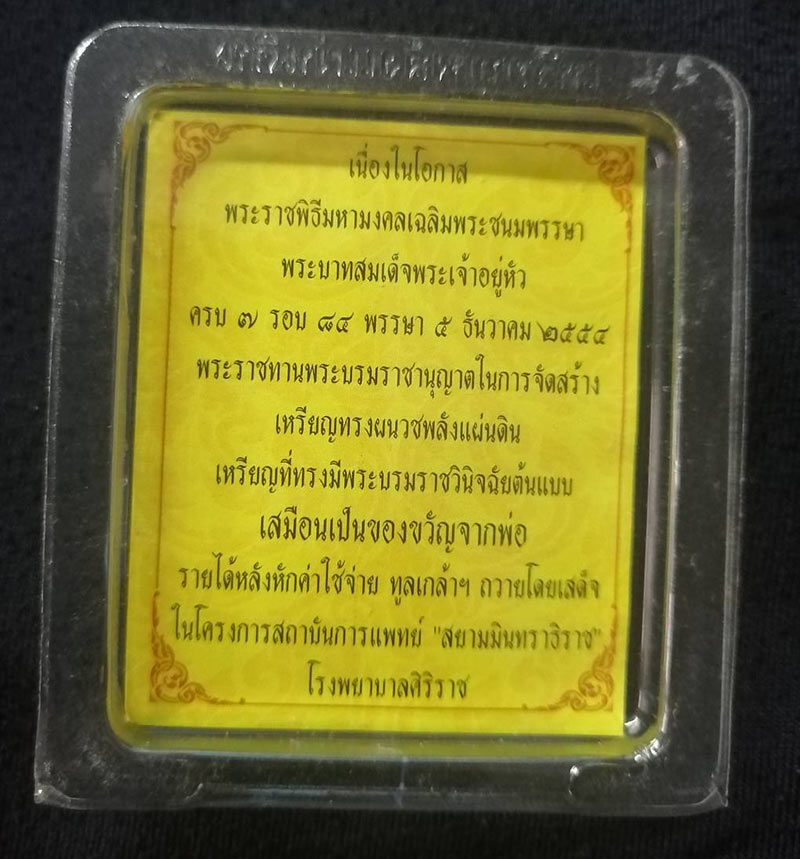 เนื่องในโอกาส
พระราชพิธีมหามงคลเฉลิมพระชนมพรรษา
พระบาทสมเด็จพระเจ้าอยู่หัว
ครบ ๗ รอบ ๘๔ พรรษา ๕ ธันวาคม ๒๕๕๔
พระราชทานพระบรมราชานุญาตในการจัดสร้าง
เหรียญทรงผนวชพลังแผ่นดิน
เหรียญที่ทรงมีพระบรมราชวินิจฉัยต้นแบบ
เสมือนเป็นของขวัญจากพ่อ
รายได้หลังหักค่าใช้จ่าย ทูลเกล้าฯ ถวายโดยเสด็จ
ในโครงการสถาบันการแพทย์ "สยามมินทราธิราช"
โรงพยาบาลศิริราช